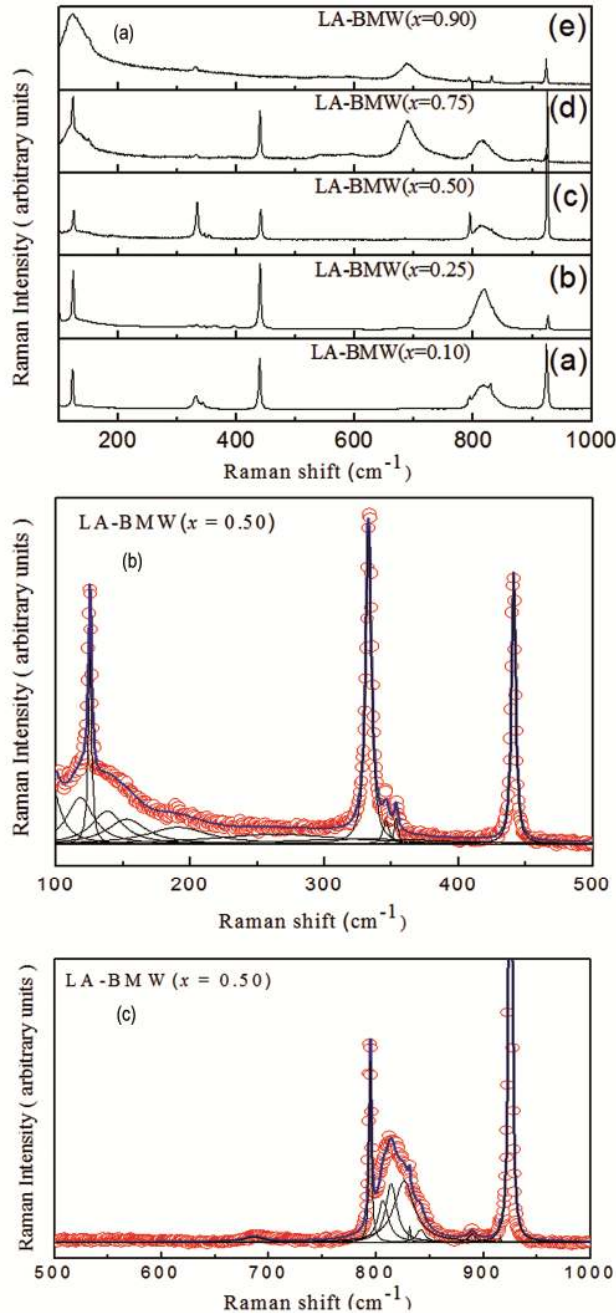 (a)
LA-BMW(x=0.90)
(e)
LA-BMW(x=0.75)
(d)
LA-BMW(x=0.50)
(c)
LA-BMW(x=0.25)
(b)
LA-BMW(x=0.10)
(a)
Raman Intensity ( arbitrary units )
200 400 600 800 1000
Raman shift (cm-1)
LA-BMW(x = 0.50)
(b)
Raman Intensity ( arbitrary units )
100 200 300 400 500
Raman shift (cm-1)
LA-BMW(x = 0.50)
(c)
Raman Intensity ( arbitrary units )
500 600 700 800 900 1000
Raman shift (cm-1)